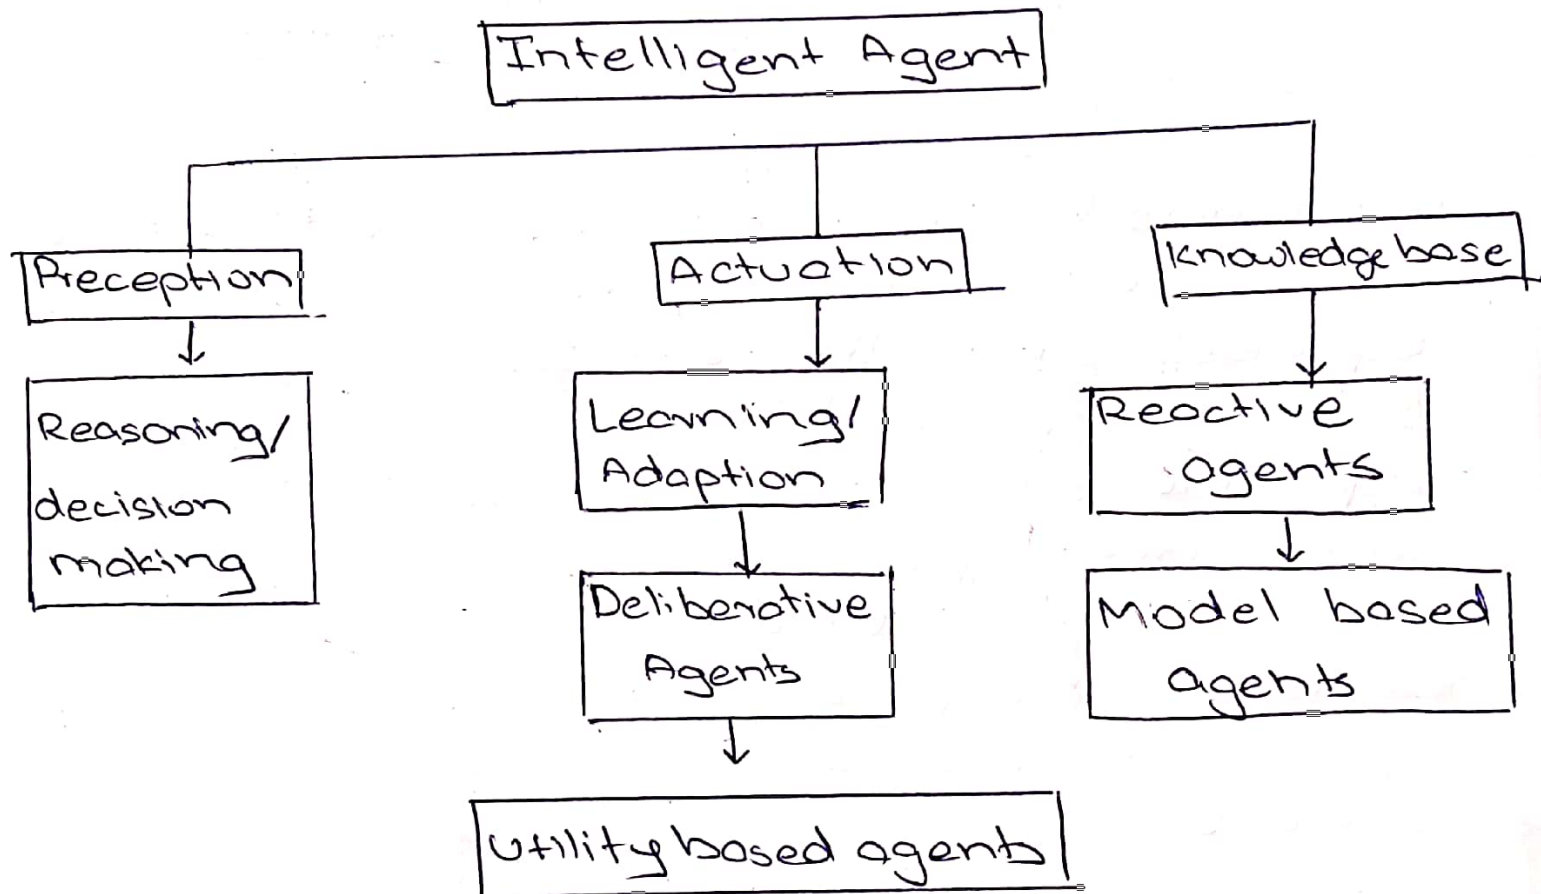 Intelligent Agent
Preception
Actuation
Knowledge base
Reasoning/
decision
making
Learning/
Adaption
Reactive
agents
Deliberative
Agents
Model based
agents
Utility based agents